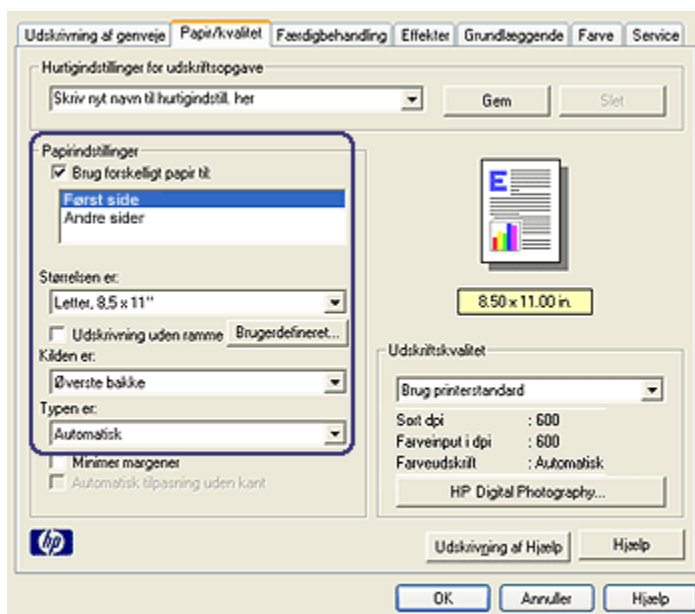 Udskrivning af genveje Papir/kvalitet Færdigbehandling Effekter Grundlæggende Farve Service
Hurtigindstillinger for udskriftsopgave
Skriv nyt navn til hurtigindstill. her Gem Slet
Papirindstillinger
Brug forskelligt papir til:
Først side
Andre sider
Størrelsen er:
Letter, 8,5 x 11"
Udskrivning uden ramme Brugerdefineret...
Kilden er:
Øverste bakke
Typen er:
Automatisk
Minimer margener
Automatisk tilpasning uden kant
E
8.50 x 11.00 in.
Udskriftskvalitet
Brug printerstandard
Sort dpi : 600
Farveinput i dpi : 600
Farveudskrift : Automatisk
HP Digital Photography...
hp
Udskrivning af Hjælp Hjælp
OK Annuller Hjælp